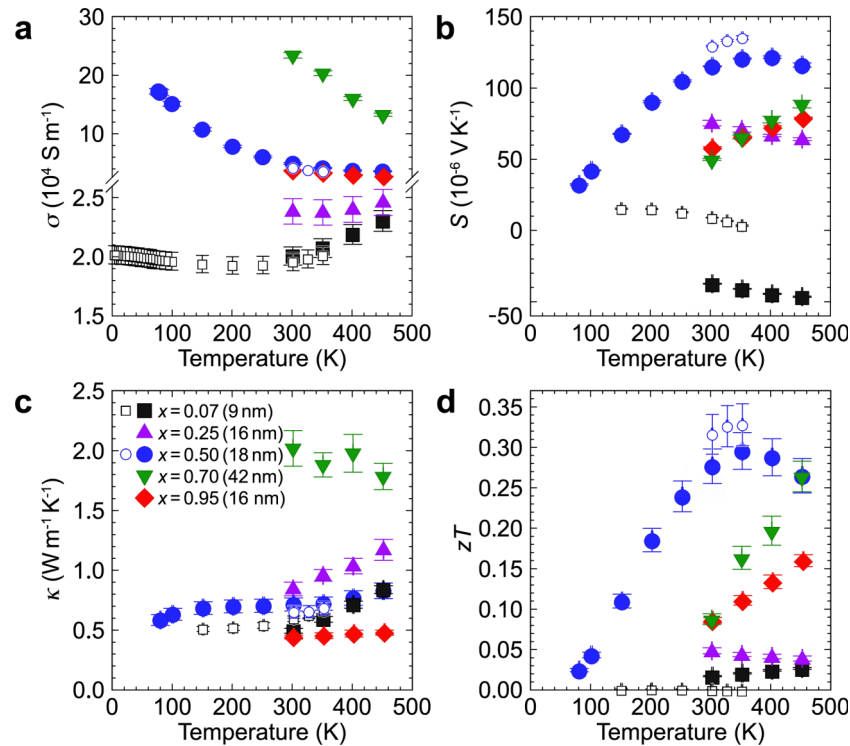 a
30
20
10
2.5
2.0
1.5
σ (10⁴ S m⁻¹)
0 100 200 300 400 500
Temperature (K)
b
150
100
50
0
-50
S (10⁻⁶ V K⁻¹)
0 100 200 300 400 500
Temperature (K)
c
2.5
2.0
1.5
1.0
0.5
0.0
κ (W m⁻¹ K⁻¹)
x = 0.07 (9 nm)
x = 0.25 (16 nm)
x = 0.50 (18 nm)
x = 0.70 (42 nm)
x = 0.95 (16 nm)
0 100 200 300 400 500
Temperature (K)
d
0.35
0.30
0.25
0.20
0.15
0.10
0.05
0.00
zT
0 100 200 300 400 500
Temperature (K)